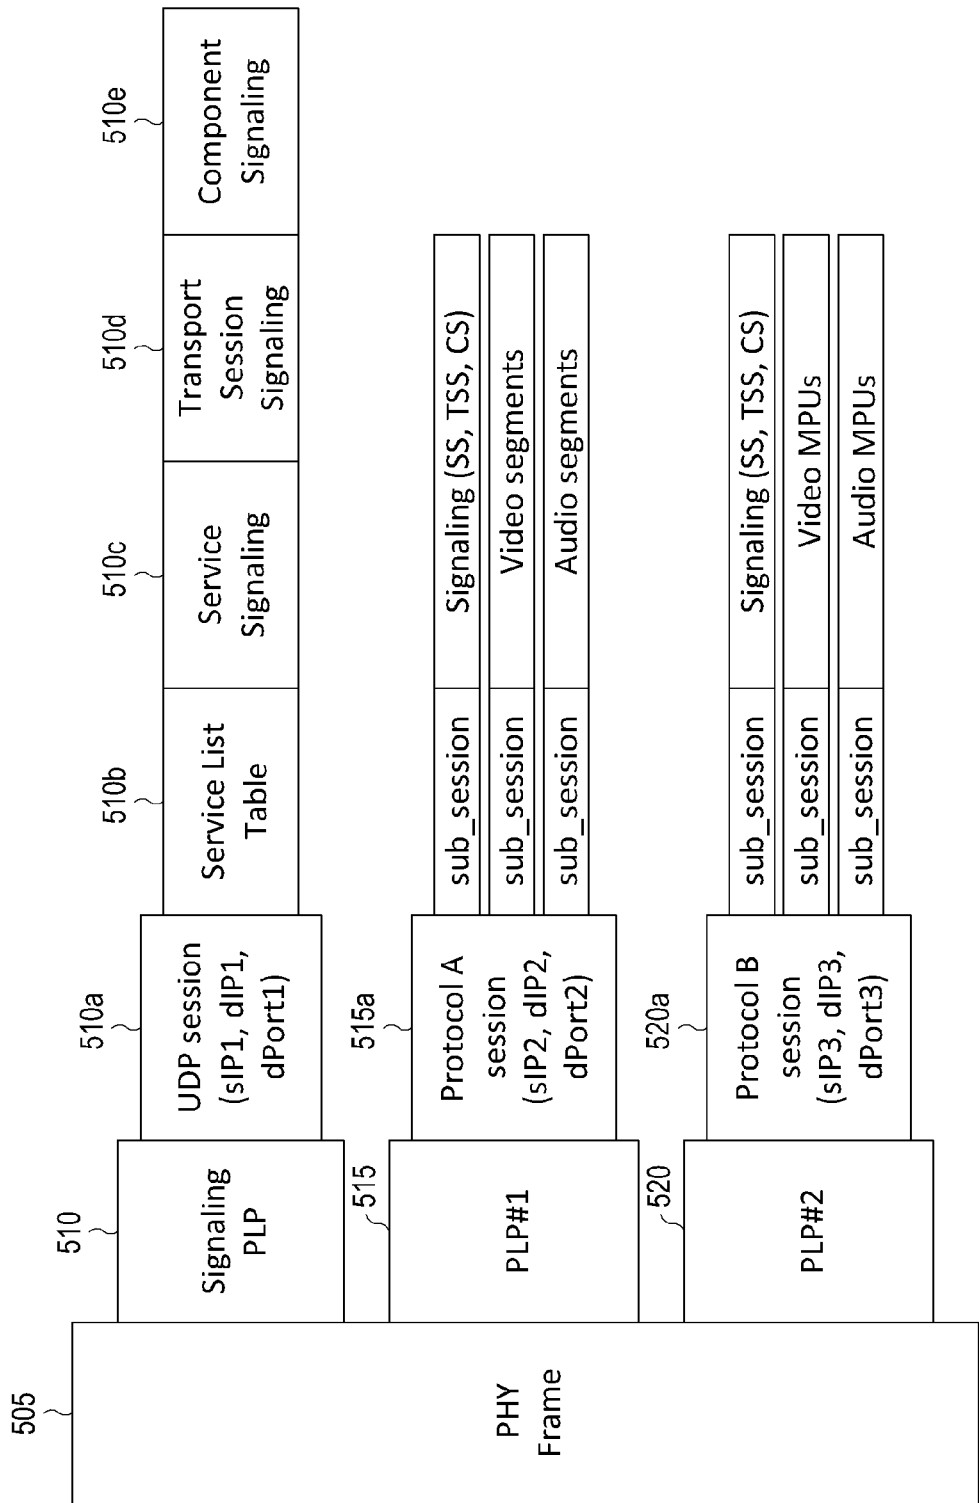 505
PHY
Frame
510
Signaling
PLP
510a
UDP session
(sIP1, dIP1,
dPort1)
510b
Service List
Table
510c
Service
Signaling
510d
Transport
Session
Signaling
510e
Component
Signaling
515
PLP#1
515a
Protocol A
session
(sIP2, dIP2,
dPort2)
sub_session
Signaling (SS, TSS, CS)
sub_session
Video segments
sub_session
Audio segments
520
PLP#2
520a
Protocol B
session
(sIP3, dIP3,
dPort3)
sub_session
Signaling (SS, TSS, CS)
sub_session
Video MPUs
sub_session
Audio MPUs